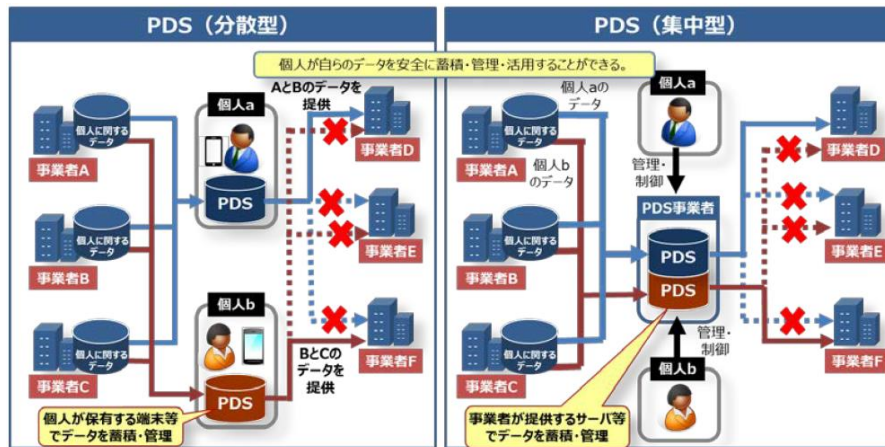 PDS（分散型）
個人が自らのデータを安全に蓄積・管理・活用することができる。
AとBのデータを
提供
個人a
個人に関する
データ
事業者A
PDS
事業者D
個人に関する
データ
事業者B
事業者E
個人b
個人に関する
データ
事業者C
BとCの
データを
提供
PDS
事業者F
個人が保有する端末等
でデータを蓄積・管理
PDS（集中型）
個人aの
データ
個人a
個人に関する
データ
事業者A
個人b
のデータ
管理・
制御
事業者D
PDS事業者
個人に関する
データ
事業者B
PDS
PDS
事業者E
個人に関する
データ
事業者C
管理・
制御
個人b
事業者F
事業者が提供するサーバ等
でデータを蓄積・管理